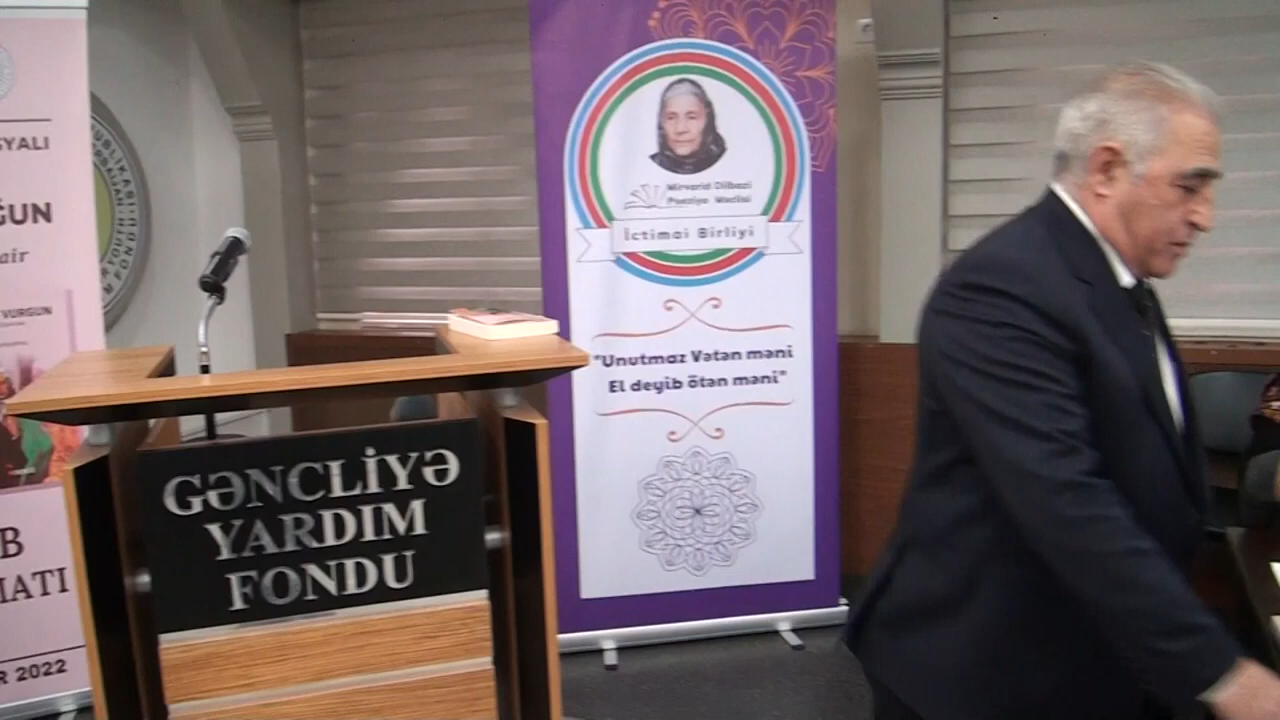 SYALI
ĞUN
air
VURGUN
B
MATI
R 2022
GƏNCLİYƏ
YARDIM
FONDU
Mirvarid Dilbazi
Poeziya Məclisi
İctimai Birliyi
"Unutmaz Vətən məni
El deyib ötən məni"